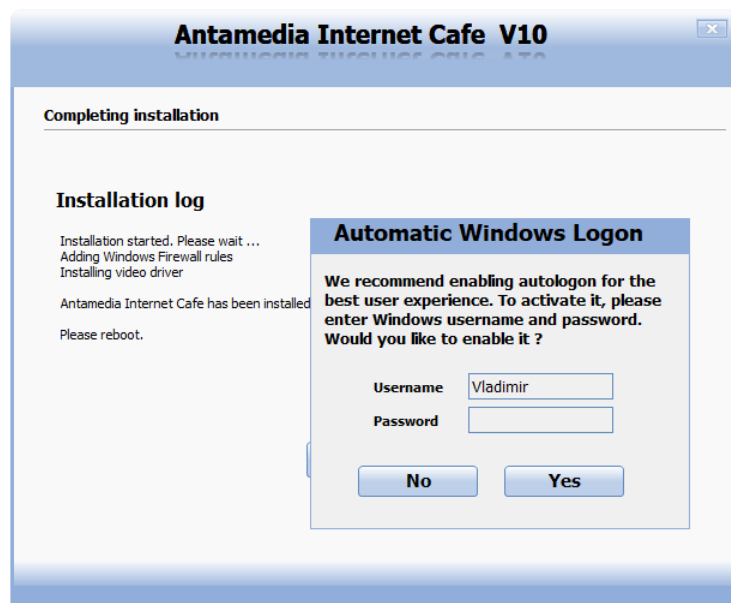 Antamedia Internet Cafe V10
Completing installation
Installation log
Installation started. Please wait ...
Adding Windows Firewall rules
Installing video driver
Antamedia Internet Cafe has been installed
Please reboot.
Automatic Windows Logon
We recommend enabling autologon for the
best user experience. To activate it, please
enter Windows username and password.
Would you like to enable it ?
Username Vladimir
Password
No Yes